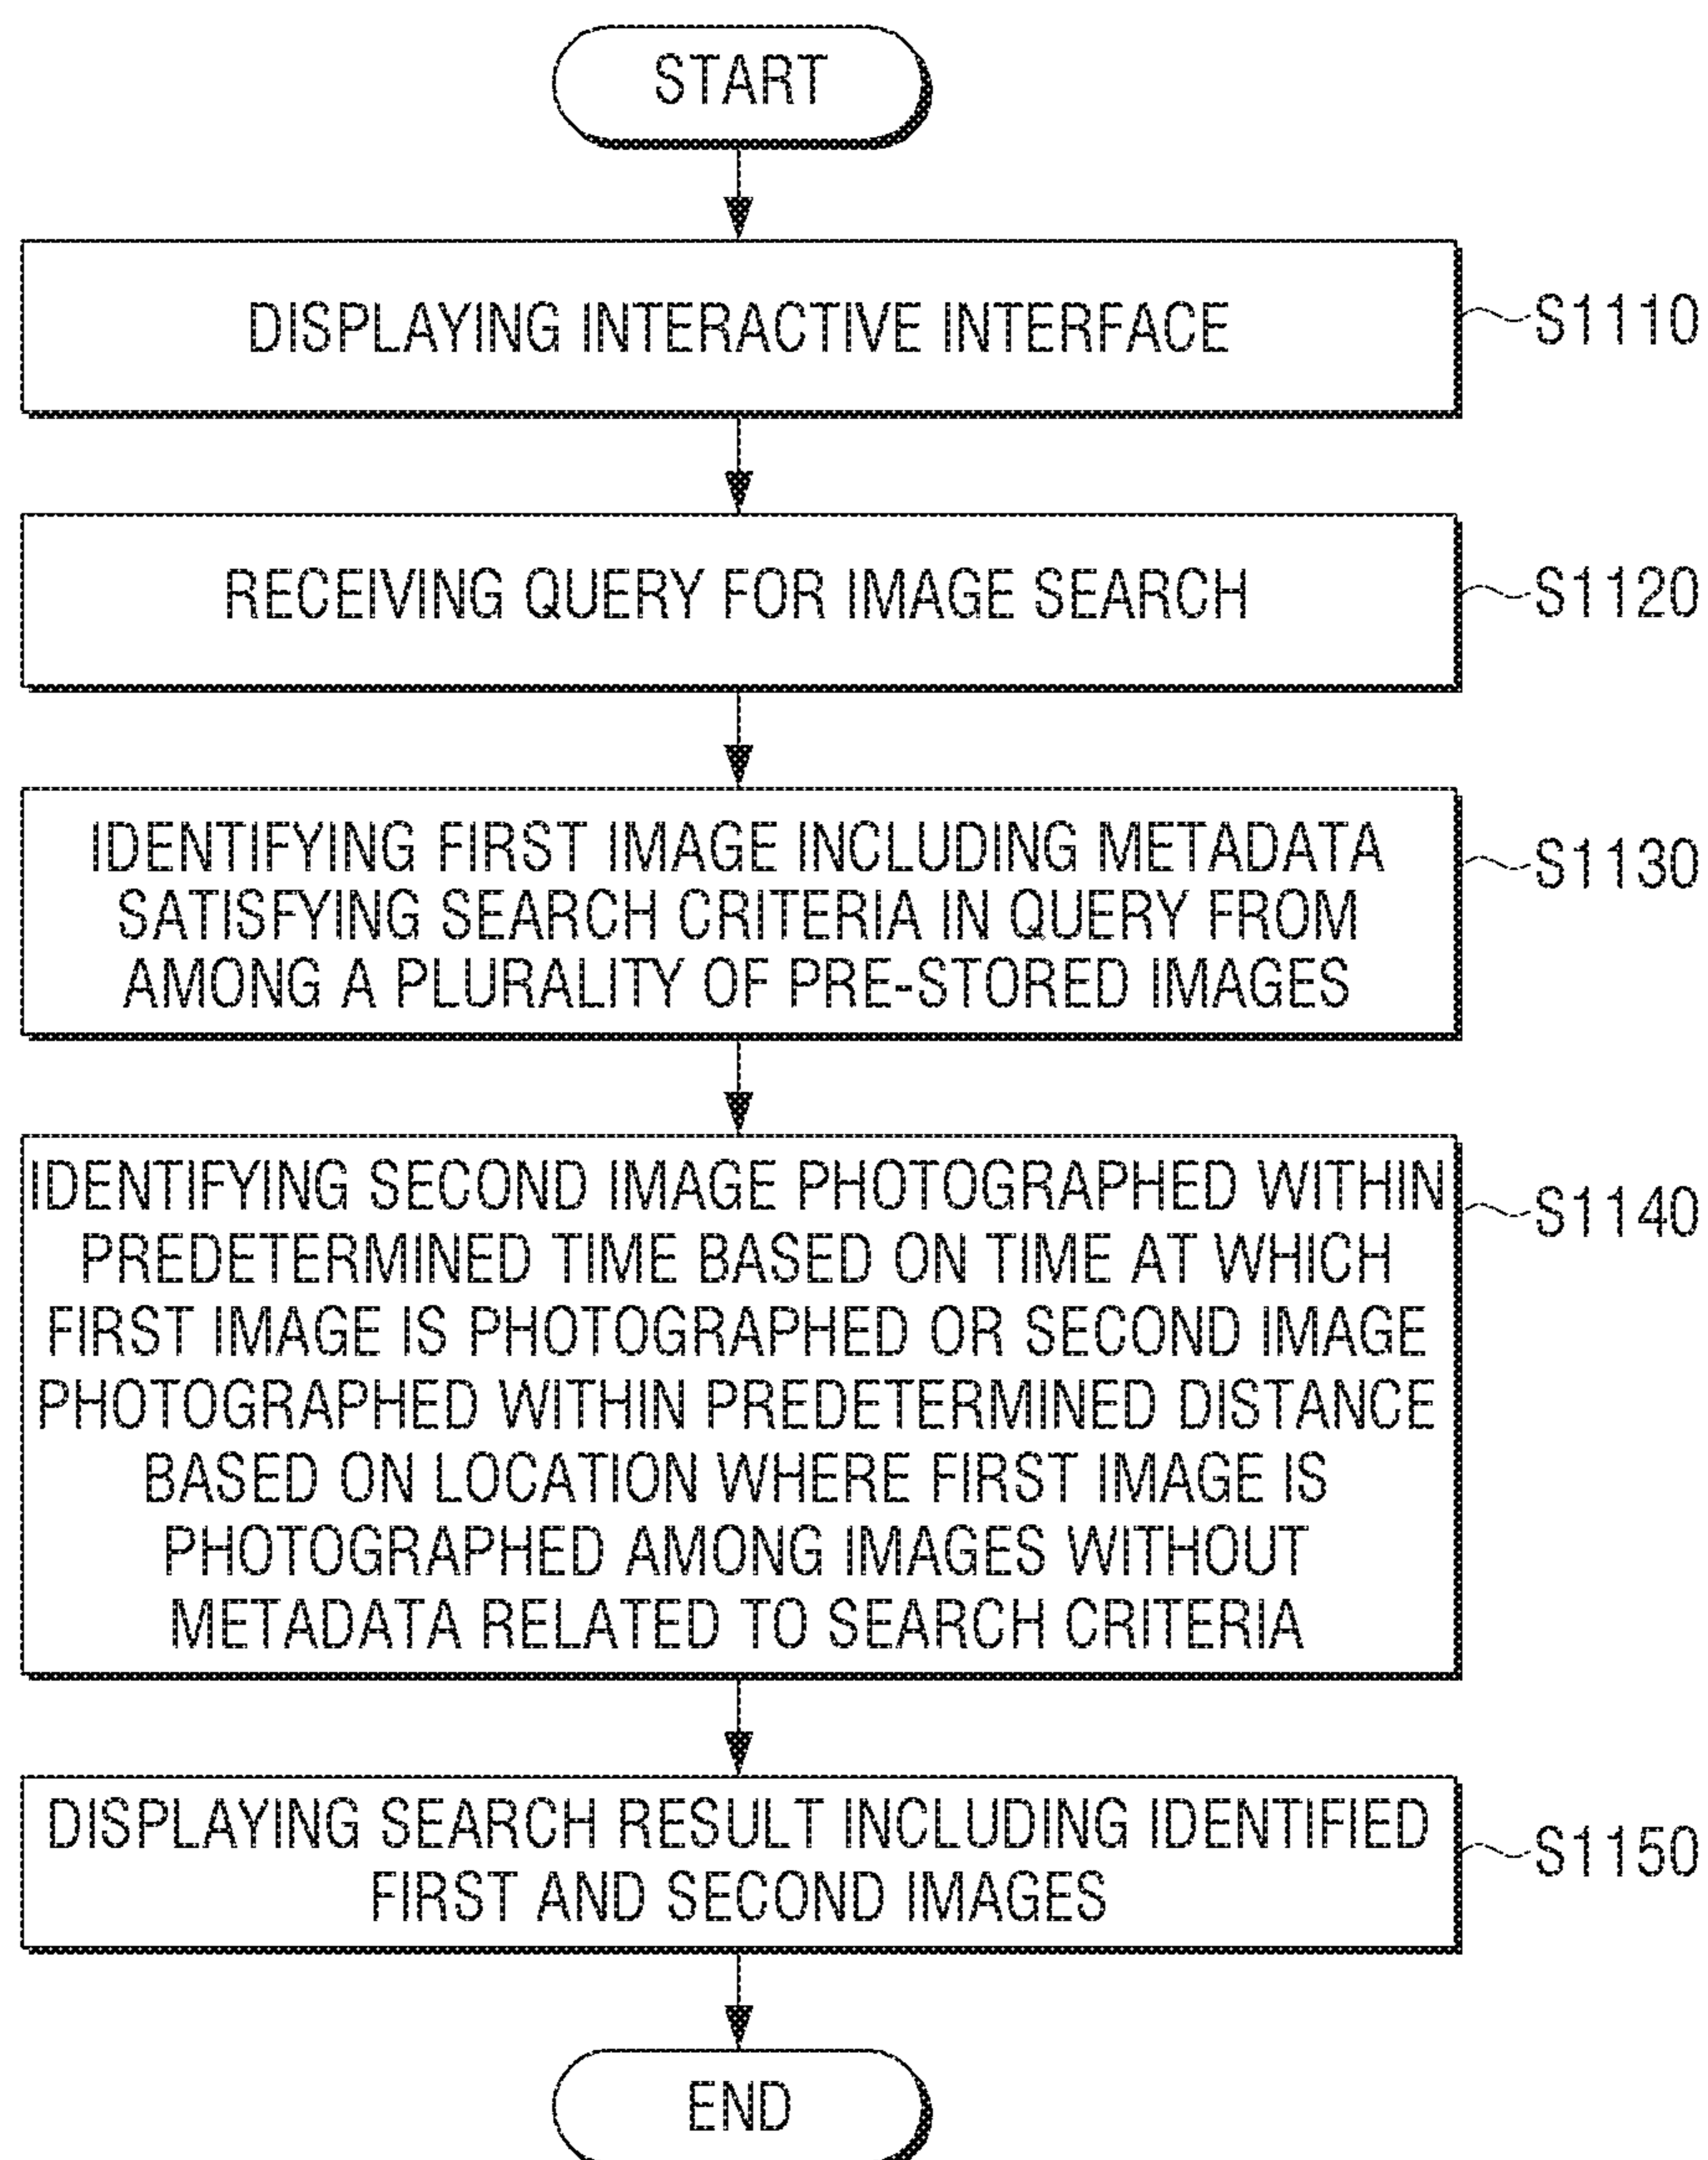 START
DISPLAYING INTERACTIVE INTERFACE
S1110
RECEIVING QUERY FOR IMAGE SEARCH
S1120
IDENTIFYING FIRST IMAGE INCLUDING METADATA
SATISFYING SEARCH CRITERIA IN QUERY FROM
AMONG A PLURALITY OF PRE-STORED IMAGES
S1130
IDENTIFYING SECOND IMAGE PHOTOGRAPHED WITHIN
PREDETERMINED TIME BASED ON TIME AT WHICH
FIRST IMAGE IS PHOTOGRAPHED OR SECOND IMAGE
PHOTOGRAPHED WITHIN PREDETERMINED DISTANCE
BASED ON LOCATION WHERE FIRST IMAGE IS
PHOTOGRAPHED AMONG IMAGES WITHOUT
METADATA RELATED TO SEARCH CRITERIA
S1140
DISPLAYING SEARCH RESULT INCLUDING IDENTIFIED
FIRST AND SECOND IMAGES
S1150
END